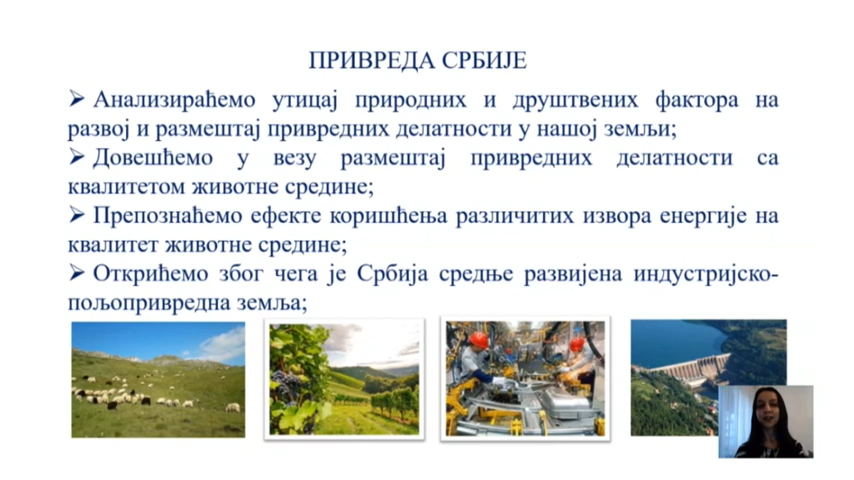 ПРИВРЕДА СРБИЈЕ
➢ Анализираћемо утицај природних и друштвених фактора на
развој и размештај привредних делатности у нашој земљи;
➢ Довешћемо у везу размештај привредних делатности са
квалитетом животне средине;
➢ Препознаћемо ефекте коришћења различитих извора енергије на
квалитет животне средине;
➢ Открићемо због чега је Србија средње развијена индустријско-
пољопривредна земља;